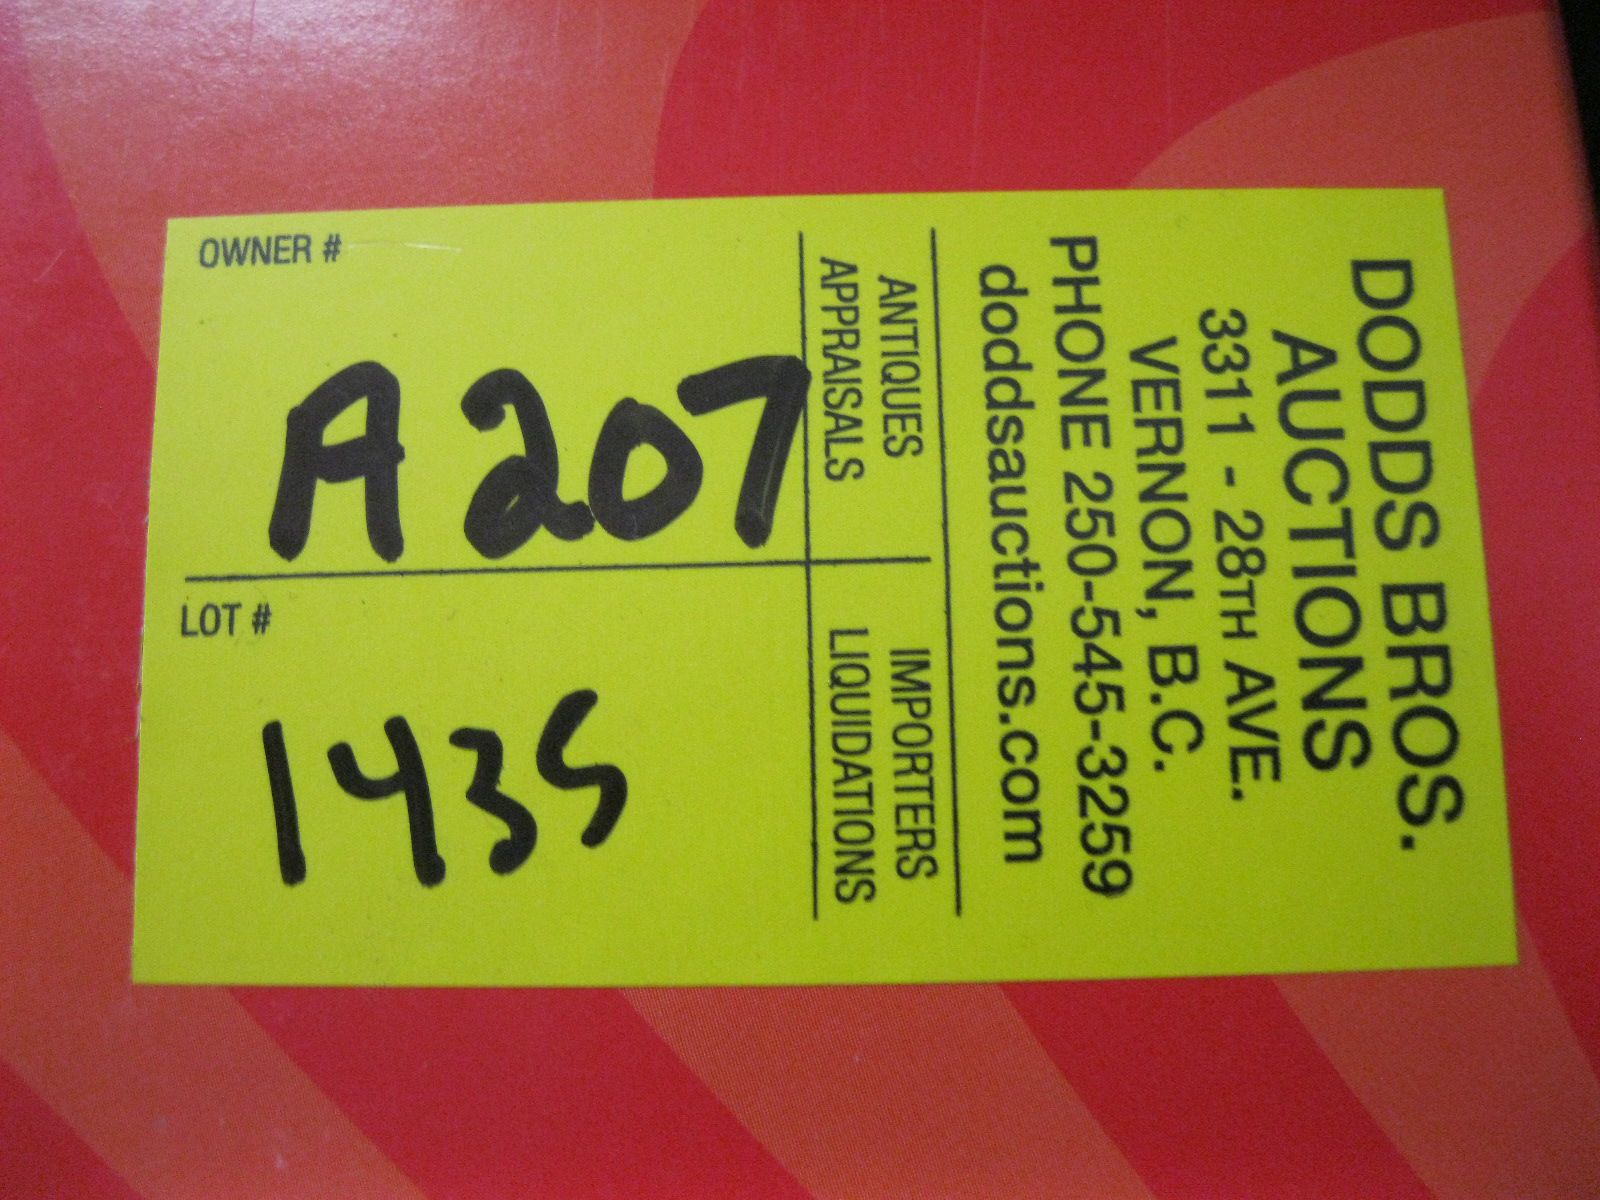 DODDS BROS.
AUCTIONS
3311 - 28TH AVE.
VERNON, B.C.
PHONE 250-545-3259
doddsauctions.com
ANTIQUES
APPRAISALS
IMPORTERS
LIQUIDATIONS
OWNER #
A207
LOT #
1435